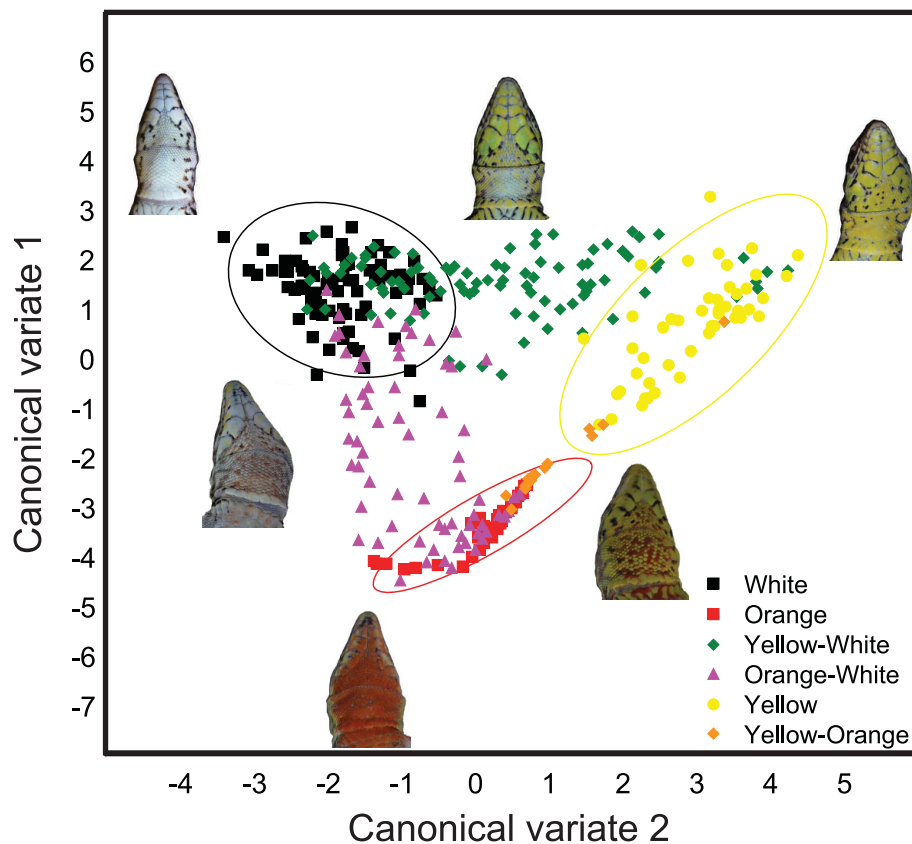 Canonical variate 1
6
5
4
3
2
1
0
-1
-2
-3
-4
-5
-6
-7
White
Orange
Yellow-White
Orange-White
Yellow
Yellow-Orange
-4 -3 -2 -1 0 1 2 3 4 5
Canonical variate 2